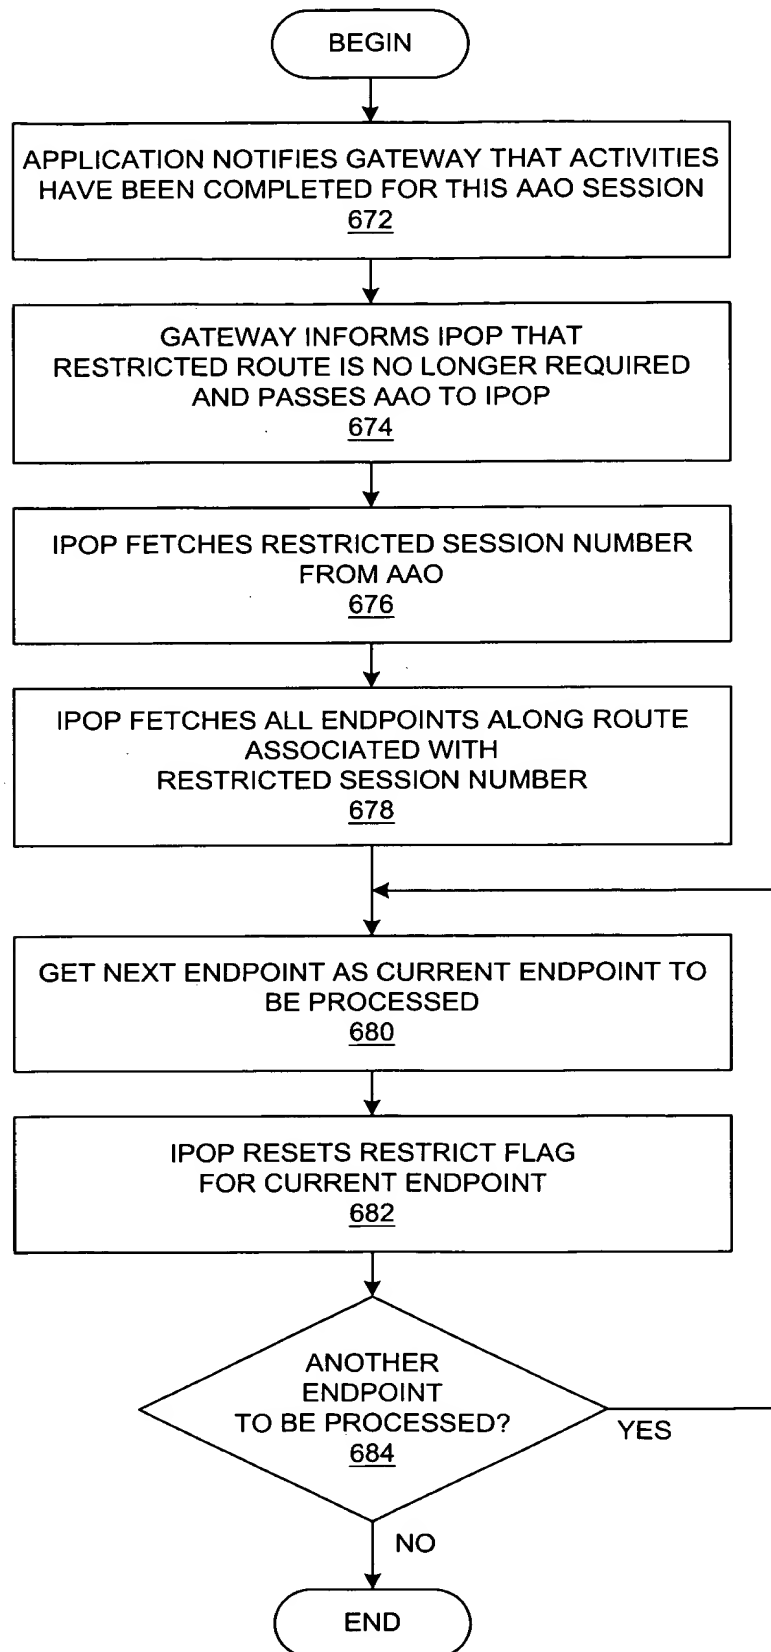 BEGIN
APPLICATION NOTIFIES GATEWAY THAT ACTIVITIES
HAVE BEEN COMPLETED FOR THIS AAO SESSION
672
GATEWAY INFORMS IPOP THAT
RESTRICTED ROUTE IS NO LONGER REQUIRED
AND PASSES AAO TO IPOP
674
IPOP FETCHES RESTRICTED SESSION NUMBER
FROM AAO
676
IPOP FETCHES ALL ENDPOINTS ALONG ROUTE
ASSOCIATED WITH
RESTRICTED SESSION NUMBER
678
GET NEXT ENDPOINT AS CURRENT ENDPOINT TO
BE PROCESSED
680
IPOP RESETS RESTRICT FLAG
FOR CURRENT ENDPOINT
682
ANOTHER
ENDPOINT
TO BE PROCESSED?
684
YES
NO
END